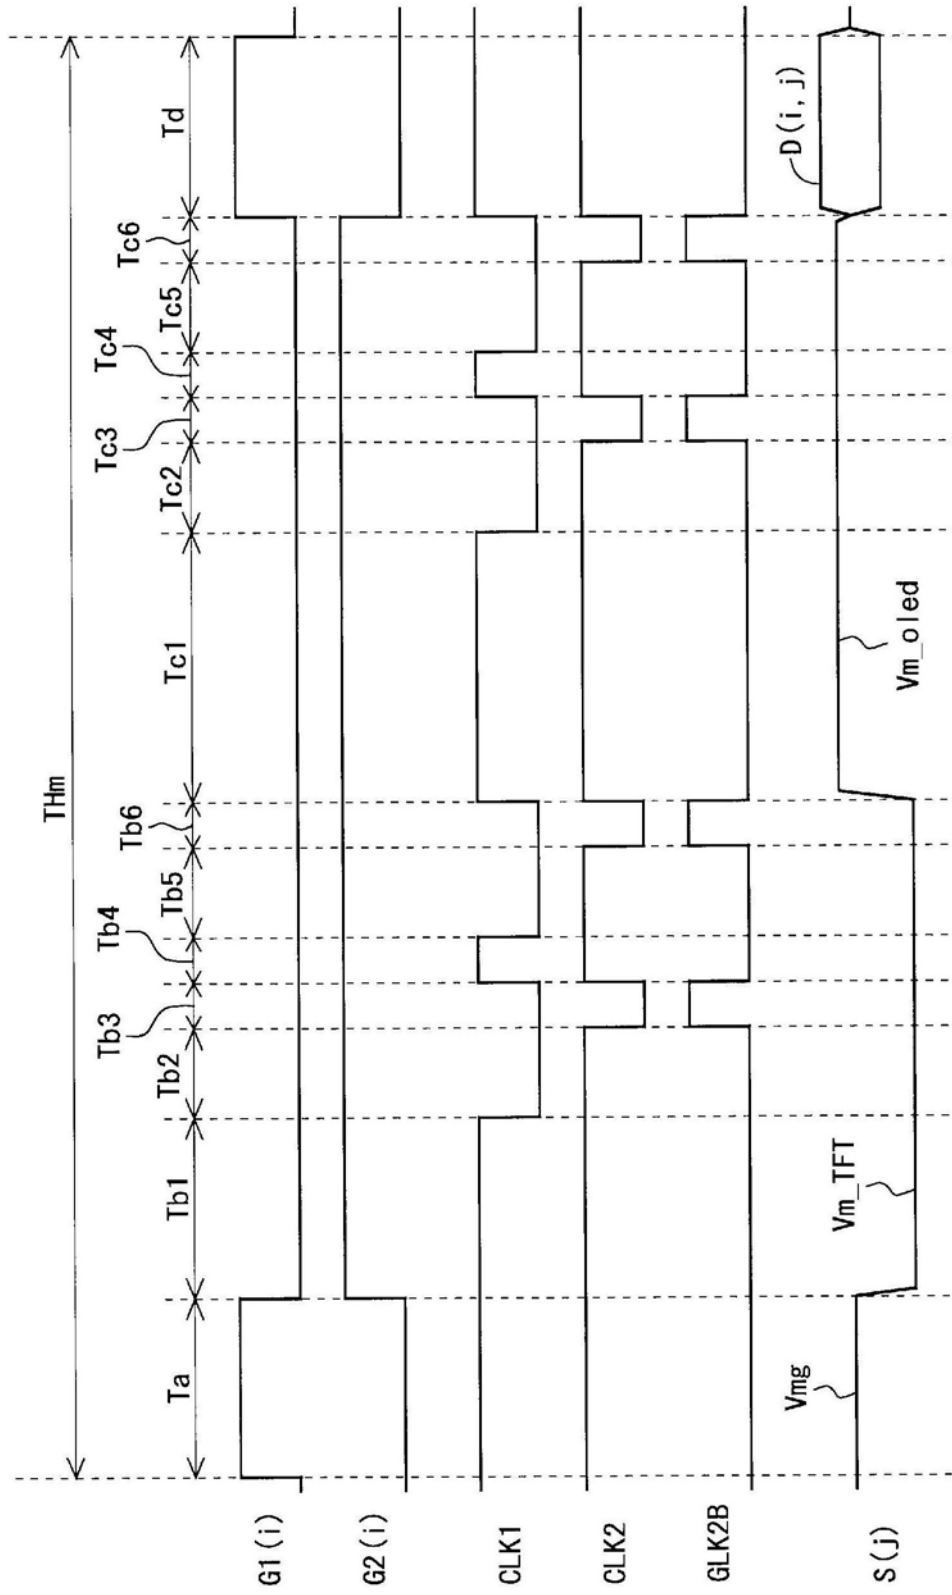 THm
Ta
Tb1
Tb2
Tb3
Tb4
Tb5
Tb6
Tc1
Tc2
Tc3
Tc4
Tc5
Tc6
Td
G1(i)
G2(i)
CLK1
CLK2
GLK2B
S(j)
Vmg
Vm_TFT
Vm_oled
D(i,j)